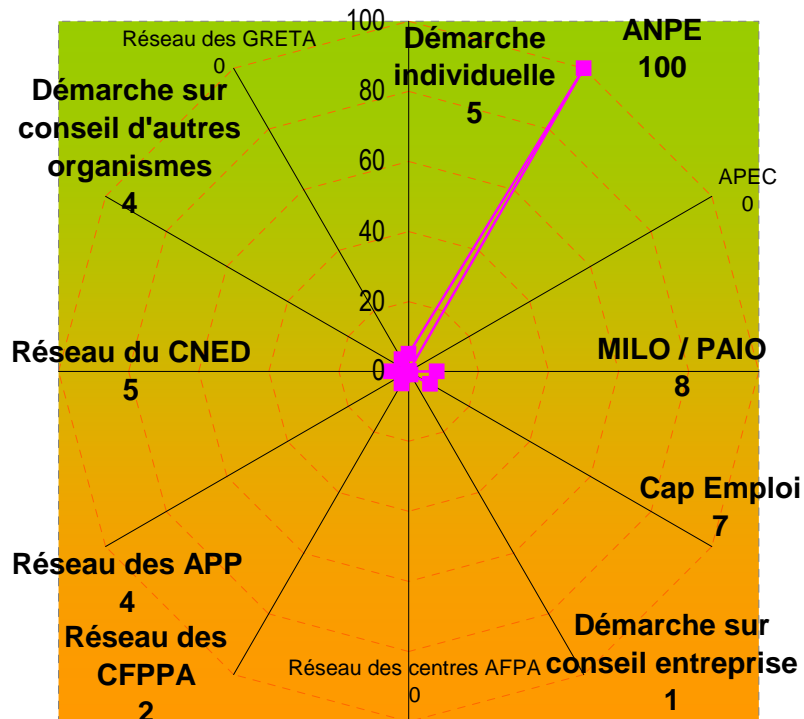 100
80
60
40
20
0
Démarche
individuelle
5
ANPE
100
APEC
0
MILO / PAIO
8
Cap Emploi
7
Démarche sur
conseil entreprise
1
Réseau des centres AFPA
0
Réseau des
CFPPA
2
Réseau des APP
4
Réseau du CNED
5
Démarche sur
conseil d'autres
organismes
4
Réseau des GRETA
0